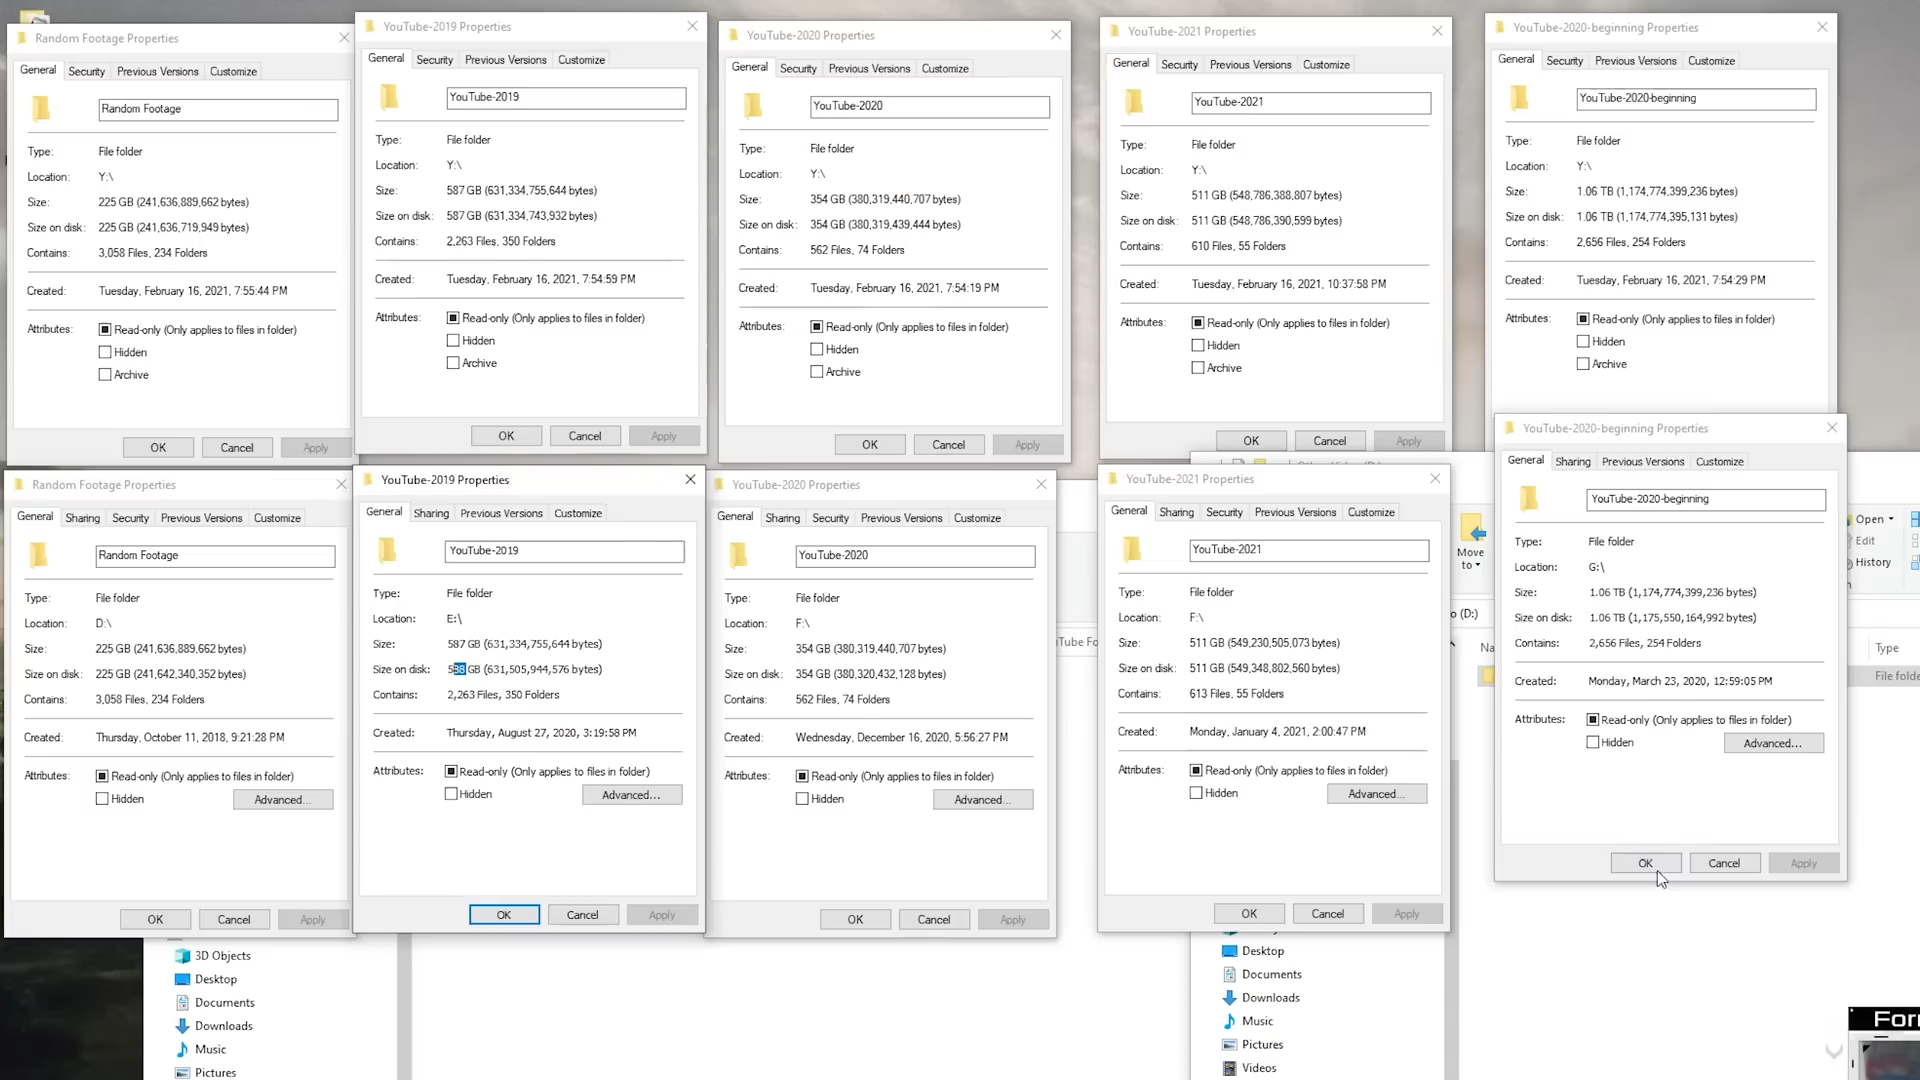 Random Footage Properties
General Security Previous Versions Customize
Random Footage
Type: File folder
Location: Y:\
Size: 225 GB (241,636,889,662 bytes)
Size on disk: 225 GB (241,636,719,949 bytes)
Contains: 3,058 Files, 234 Folders
Created: Tuesday, February 16, 2021, 7:55:44 PM
Attributes: Read-only (Only applies to files in folder)
Hidden
Archive
OK Cancel Apply
YouTube-2019 Properties
General Security Previous Versions Customize
YouTube-2019
Type: File folder
Location: Y:\
Size: 587 GB (631,334,755,644 bytes)
Size on disk: 587 GB (631,334,743,932 bytes)
Contains: 2,263 Files, 350 Folders
Created: Tuesday, February 16, 2021, 7:54:59 PM
Attributes: Read-only (Only applies to files in folder)
Hidden
Archive
OK Cancel Apply
YouTube-2020 Properties
General Security Previous Versions Customize
YouTube-2020
Type: File folder
Location: Y:\
Size: 354 GB (380,319,440,707 bytes)
Size on disk: 354 GB (380,319,439,444 bytes)
Contains: 562 Files, 74 Folders
Created: Tuesday, February 16, 2021, 7:54:19 PM
Attributes: Read-only (Only applies to files in folder)
Hidden
Archive
OK Cancel Apply
YouTube-2021 Properties
General Security Previous Versions Customize
YouTube-2021
Type: File folder
Location: Y:\
Size: 511 GB (548,786,388,807 bytes)
Size on disk: 511 GB (548,786,390,599 bytes)
Contains: 610 Files, 55 Folders
Created: Tuesday, February 16, 2021, 10:37:58 PM
Attributes: Read-only (Only applies to files in folder)
Hidden
Archive
OK Cancel Apply
YouTube-2020-beginning Properties
General Security Previous Versions Customize
YouTube-2020-beginning
Type: File folder
Location: Y:\
Size: 1.06 TB (1,174,774,399,236 bytes)
Size on disk: 1.06 TB (1,174,774,395,131 bytes)
Contains: 2,656 Files, 254 Folders
Created: Tuesday, February 16, 2021, 7:54:29 PM
Attributes: Read-only (Only applies to files in folder)
Hidden
Archive
Random Footage Properties
General Sharing Security Previous Versions Customize
Random Footage
Type: File folder
Location: D:\
Size: 225 GB (241,636,889,662 bytes)
Size on disk: 225 GB (241,642,340,352 bytes)
Contains: 3,058 Files, 234 Folders
Created: Thursday, October 11, 2018, 9:21:28 PM
Attributes: Read-only (Only applies to files in folder)
Hidden Advanced...
OK Cancel Apply
YouTube-2019 Properties
General Sharing Previous Versions Customize
YouTube-2019
Type: File folder
Location: E:\
Size: 587 GB (631,334,755,644 bytes)
Size on disk: 588 GB (631,505,944,576 bytes)
Contains: 2,263 Files, 350 Folders
Created: Thursday, August 27, 2020, 3:19:58 PM
Attributes: Read-only (Only applies to files in folder)
Hidden Advanced...
OK Cancel Apply
YouTube-2020 Properties
General Sharing Security Previous Versions Customize
YouTube-2020
Type: File folder
Location: F:\
Size: 354 GB (380,319,440,707 bytes)
Size on disk: 354 GB (380,320,432,128 bytes)
Contains: 562 Files, 74 Folders
Created: Wednesday, December 16, 2020, 5:56:27 PM
Attributes: Read-only (Only applies to files in folder)
Hidden Advanced...
OK Cancel Apply
YouTube-2021 Properties
General Sharing Security Previous Versions Customize
YouTube-2021
Type: File folder
Location: F:\
Size: 511 GB (549,230,505,073 bytes)
Size on disk: 511 GB (549,348,802,560 bytes)
Contains: 613 Files, 55 Folders
Created: Monday, January 4, 2021, 2:00:47 PM
Attributes: Read-only (Only applies to files in folder)
Hidden Advanced...
OK Cancel Apply
YouTube-2020-beginning Properties
General Sharing Previous Versions Customize
YouTube-2020-beginning
Type: File folder
Location: G:\
Size: 1.06 TB (1,174,774,399,236 bytes)
Size on disk: 1.06 TB (1,175,550,164,992 bytes)
Contains: 2,656 Files, 254 Folders
Created: Monday, March 23, 2020, 12:59:05 PM
Attributes: Read-only (Only applies to files in folder)
Hidden Advanced...
OK Cancel Apply
Move
to
Open
Edit
History
(D:)
Type
3D Objects
Desktop
Documents
Downloads
Music
Pictures
Desktop
Documents
Downloads
Music
Pictures
Videos